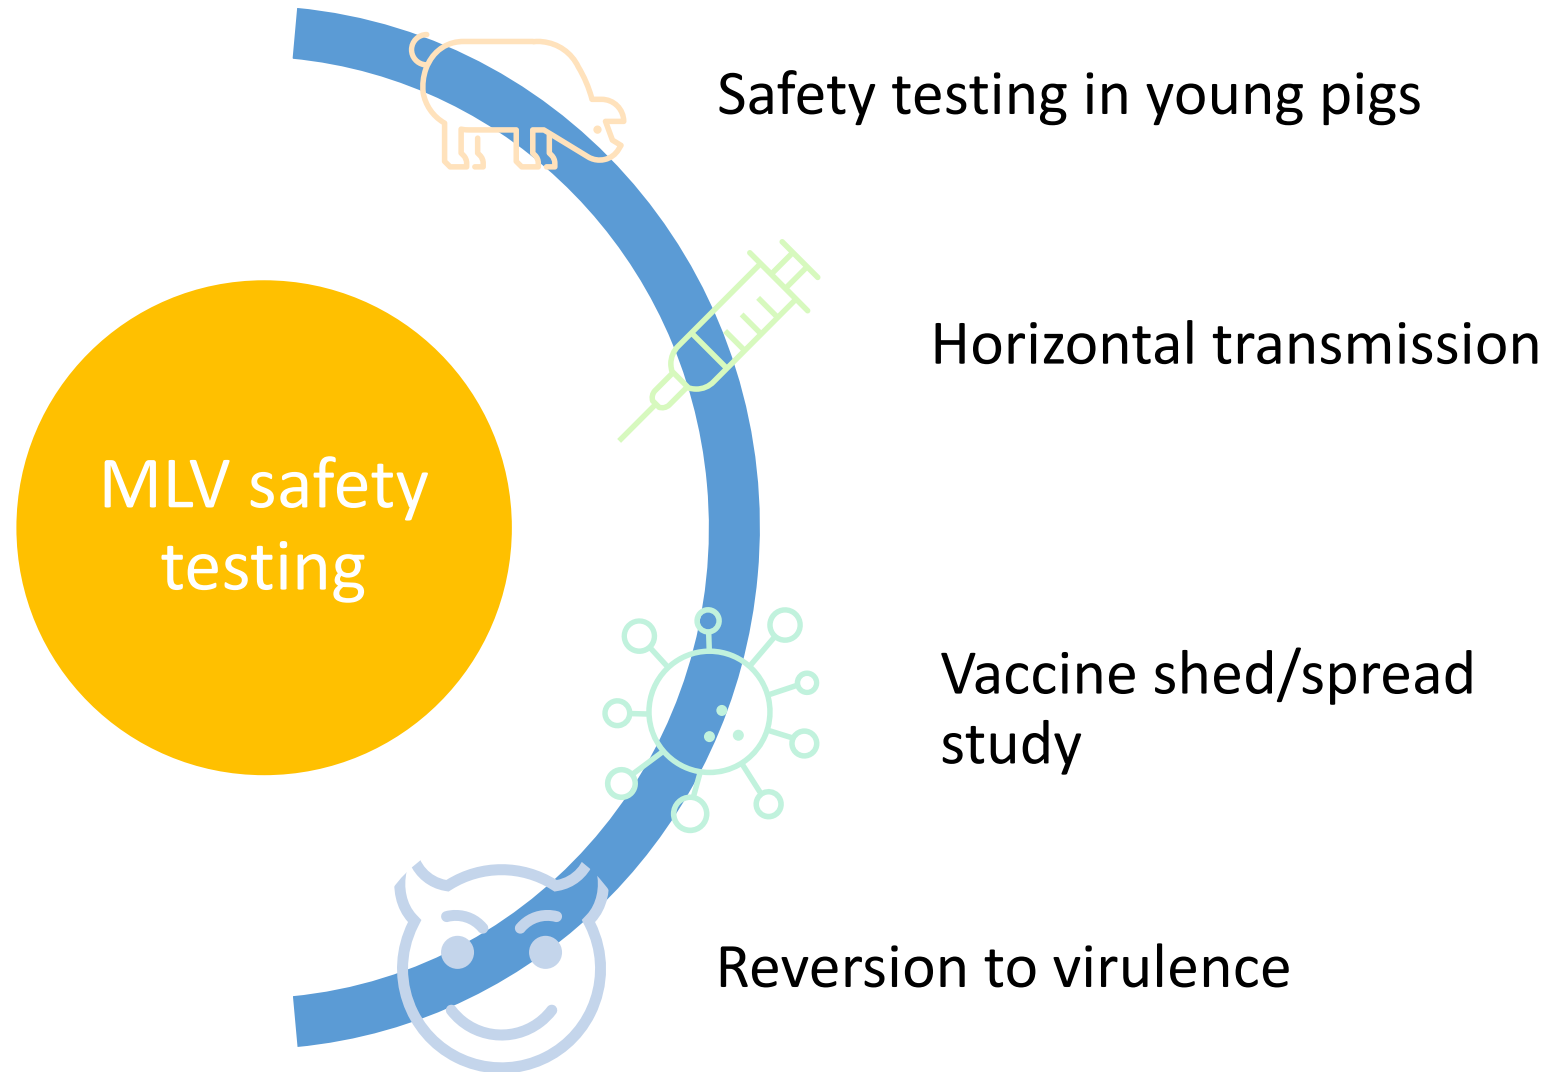 Safety testing in young pigs
Horizontal transmission
MLV safety
testing
Vaccine shed/spread
study
Reversion to virulence